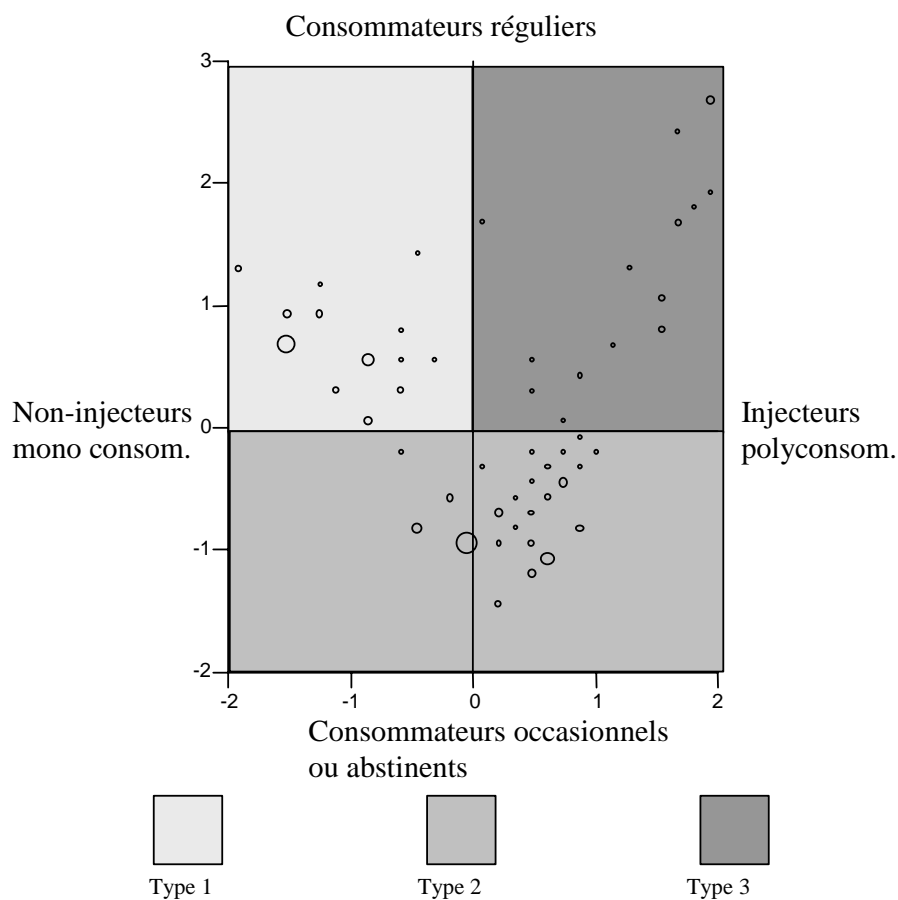 Consommateurs réguliers
3
2
1
Non-injecteurs
mono consom.
0
Injecteurs
polyconsom.
-1
-2
-2 -1 0 1 2
Consommateurs occasionnels
ou abstinents
Type 1 Type 2 Type 3